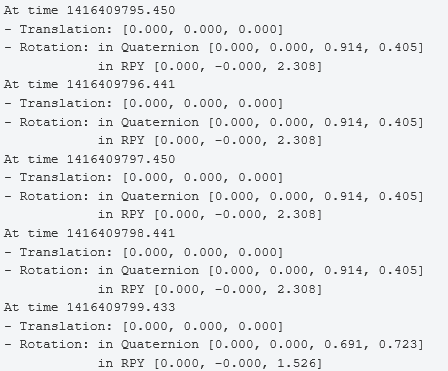 At time 1416409795.450
- Translation: [0.000, 0.000, 0.000]
- Rotation: in Quaternion [0.000, 0.000, 0.914, 0.405]
in RPY [0.000, -0.000, 2.308]
At time 1416409796.441
- Translation: [0.000, 0.000, 0.000]
- Rotation: in Quaternion [0.000, 0.000, 0.914, 0.405]
in RPY [0.000, -0.000, 2.308]
At time 1416409797.450
- Translation: [0.000, 0.000, 0.000]
- Rotation: in Quaternion [0.000, 0.000, 0.914, 0.405]
in RPY [0.000, -0.000, 2.308]
At time 1416409798.441
- Translation: [0.000, 0.000, 0.000]
- Rotation: in Quaternion [0.000, 0.000, 0.914, 0.405]
in RPY [0.000, -0.000, 2.308]
At time 1416409799.433
- Translation: [0.000, 0.000, 0.000]
- Rotation: in Quaternion [0.000, 0.000, 0.691, 0.723]
in RPY [0.000, -0.000, 1.526]